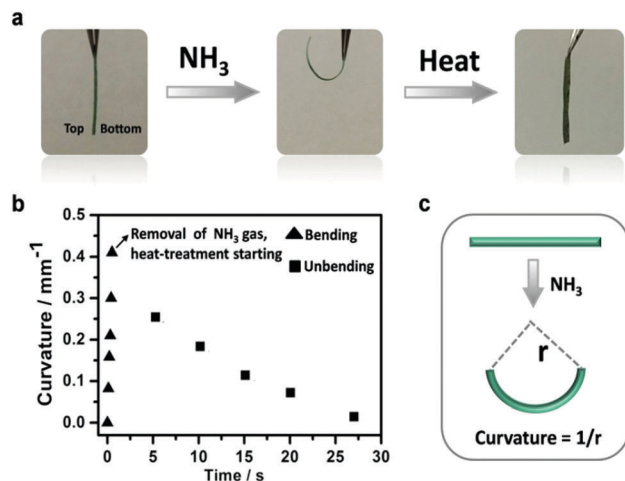 a
NH₃
Heat
Top Bottom
b
Curvature / mm⁻¹
0.5
0.4
0.3
0.2
0.1
0.0
Removal of NH₃ gas,
heat-treatment starting
Bending
Unbending
0 5 10 15 20 25 30
Time / s
c
NH₃
r
Curvature = 1/r